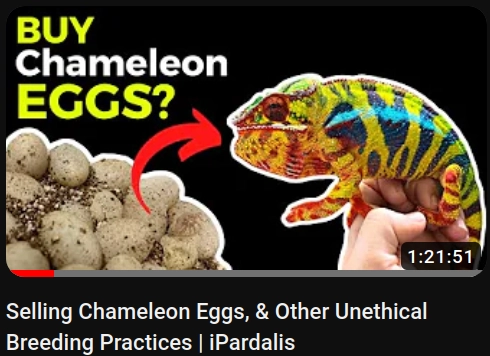 BUY
Chameleon
EGGS?
1:21:51
Selling Chameleon Eggs, & Other Unethical
Breeding Practices | iPardalis